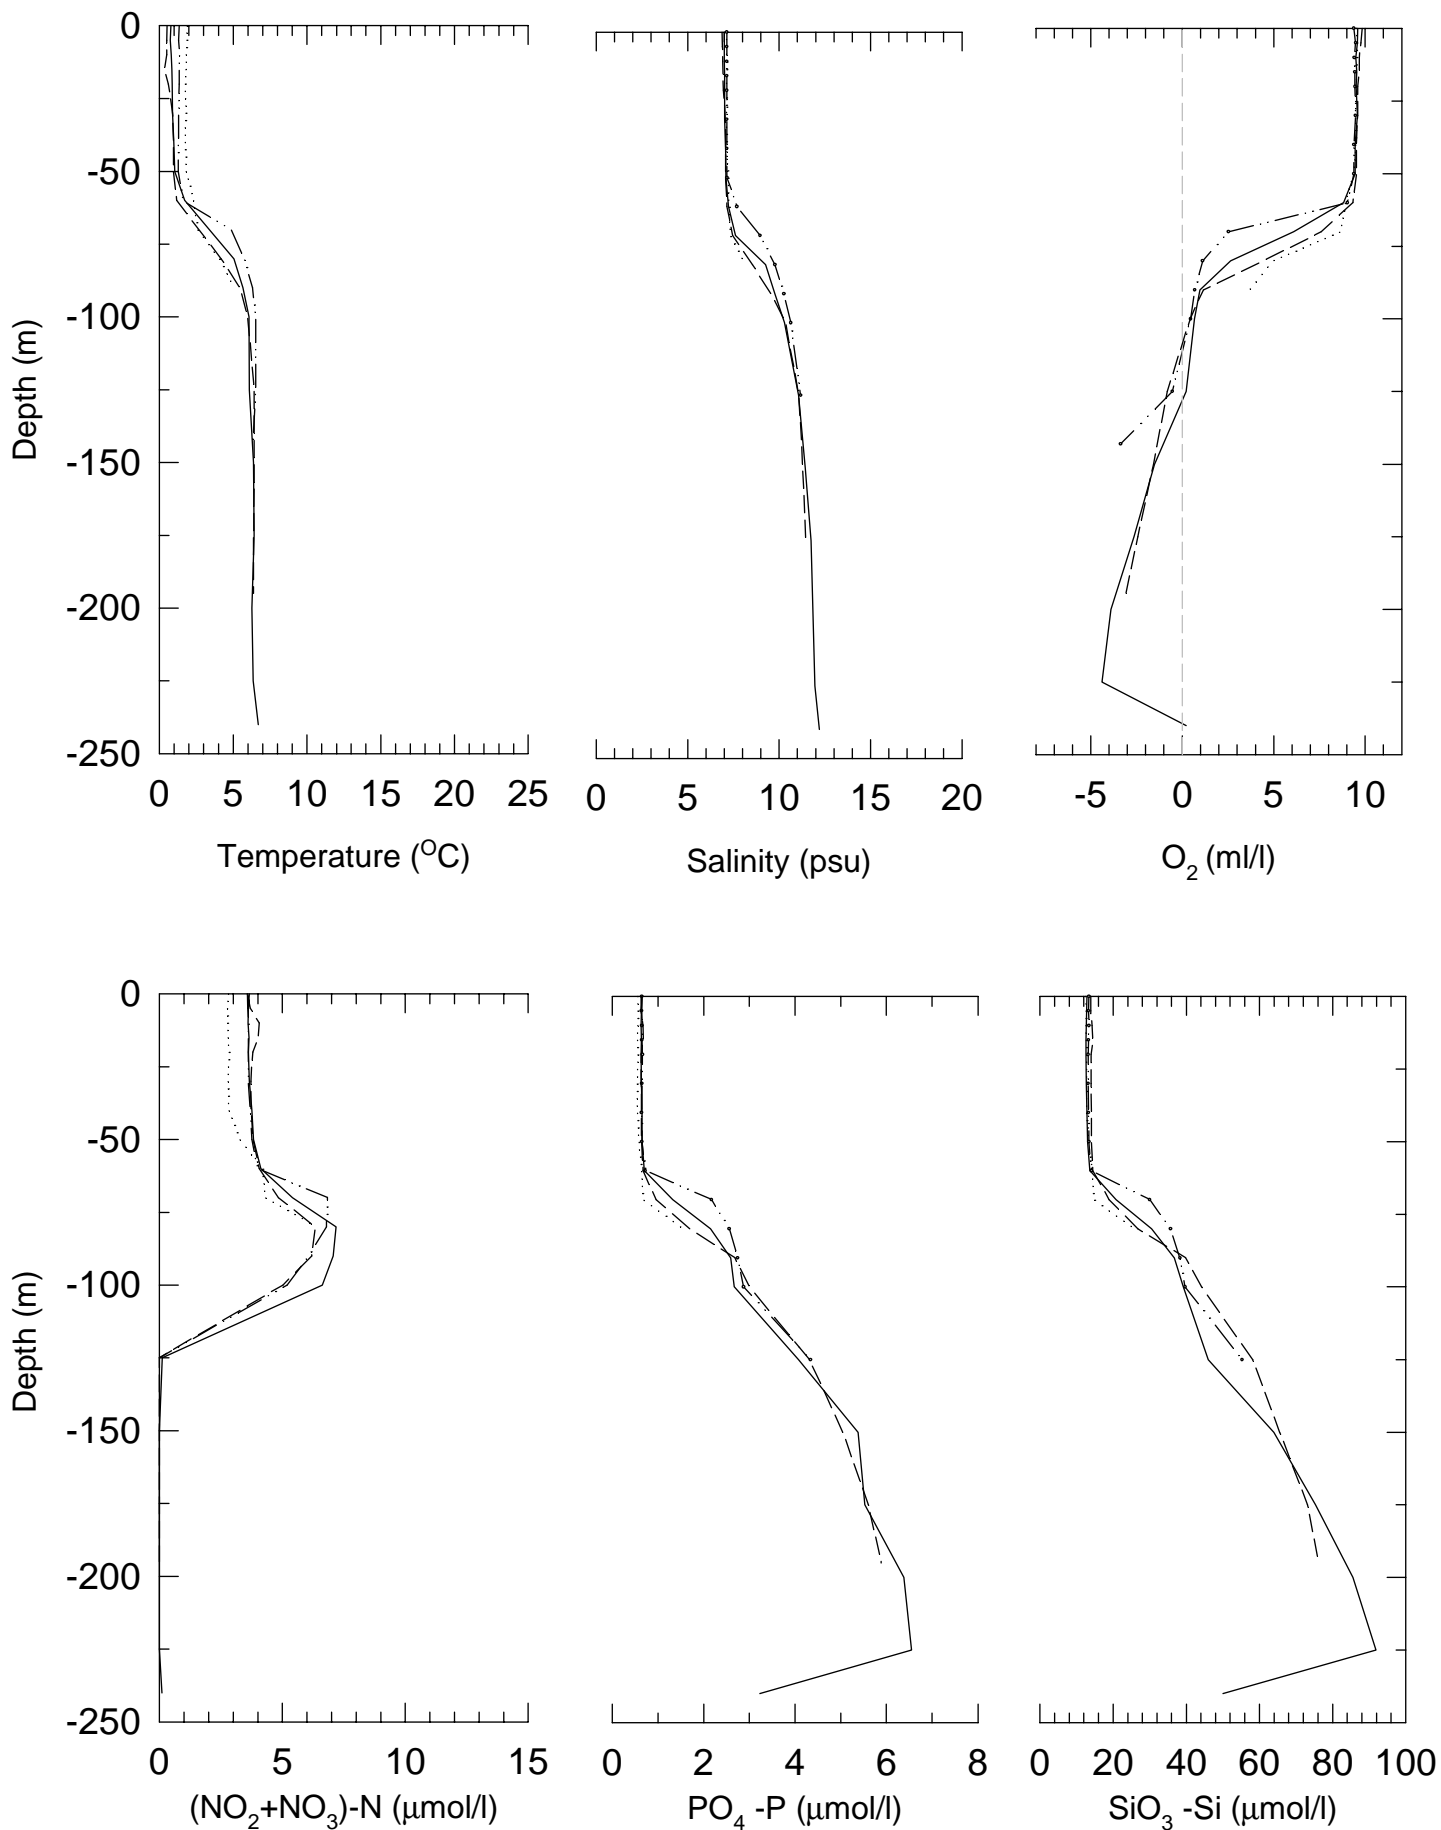 0
-50
-100
-150
-200
-250
Depth (m)
0 5 10 15 20 25
Temperature (ᴼC)
0 5 10 15 20
Salinity (psu)
-5 0 5 10
O₂ (ml/l)
0
-50
-100
-150
-200
-250
Depth (m)
0 5 10 15
(NO₂+NO₃)-N (μmol/l)
0 2 4 6 8
PO₄ -P (μmol/l)
0 20 40 60 80 100
SiO₃ -Si (μmol/l)